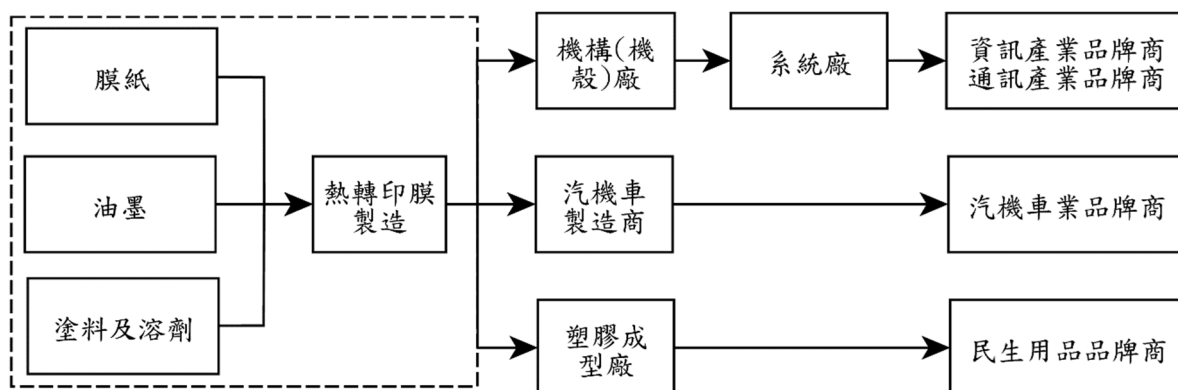 膜紙
油墨
塗料及溶劑
熱轉印膜
製造
機構(機
殼)廠
系統廠
資訊產業品牌商
通訊產業品牌商
汽機車
製造商
汽機車業品牌商
塑膠成
型廠
民生用品品牌商